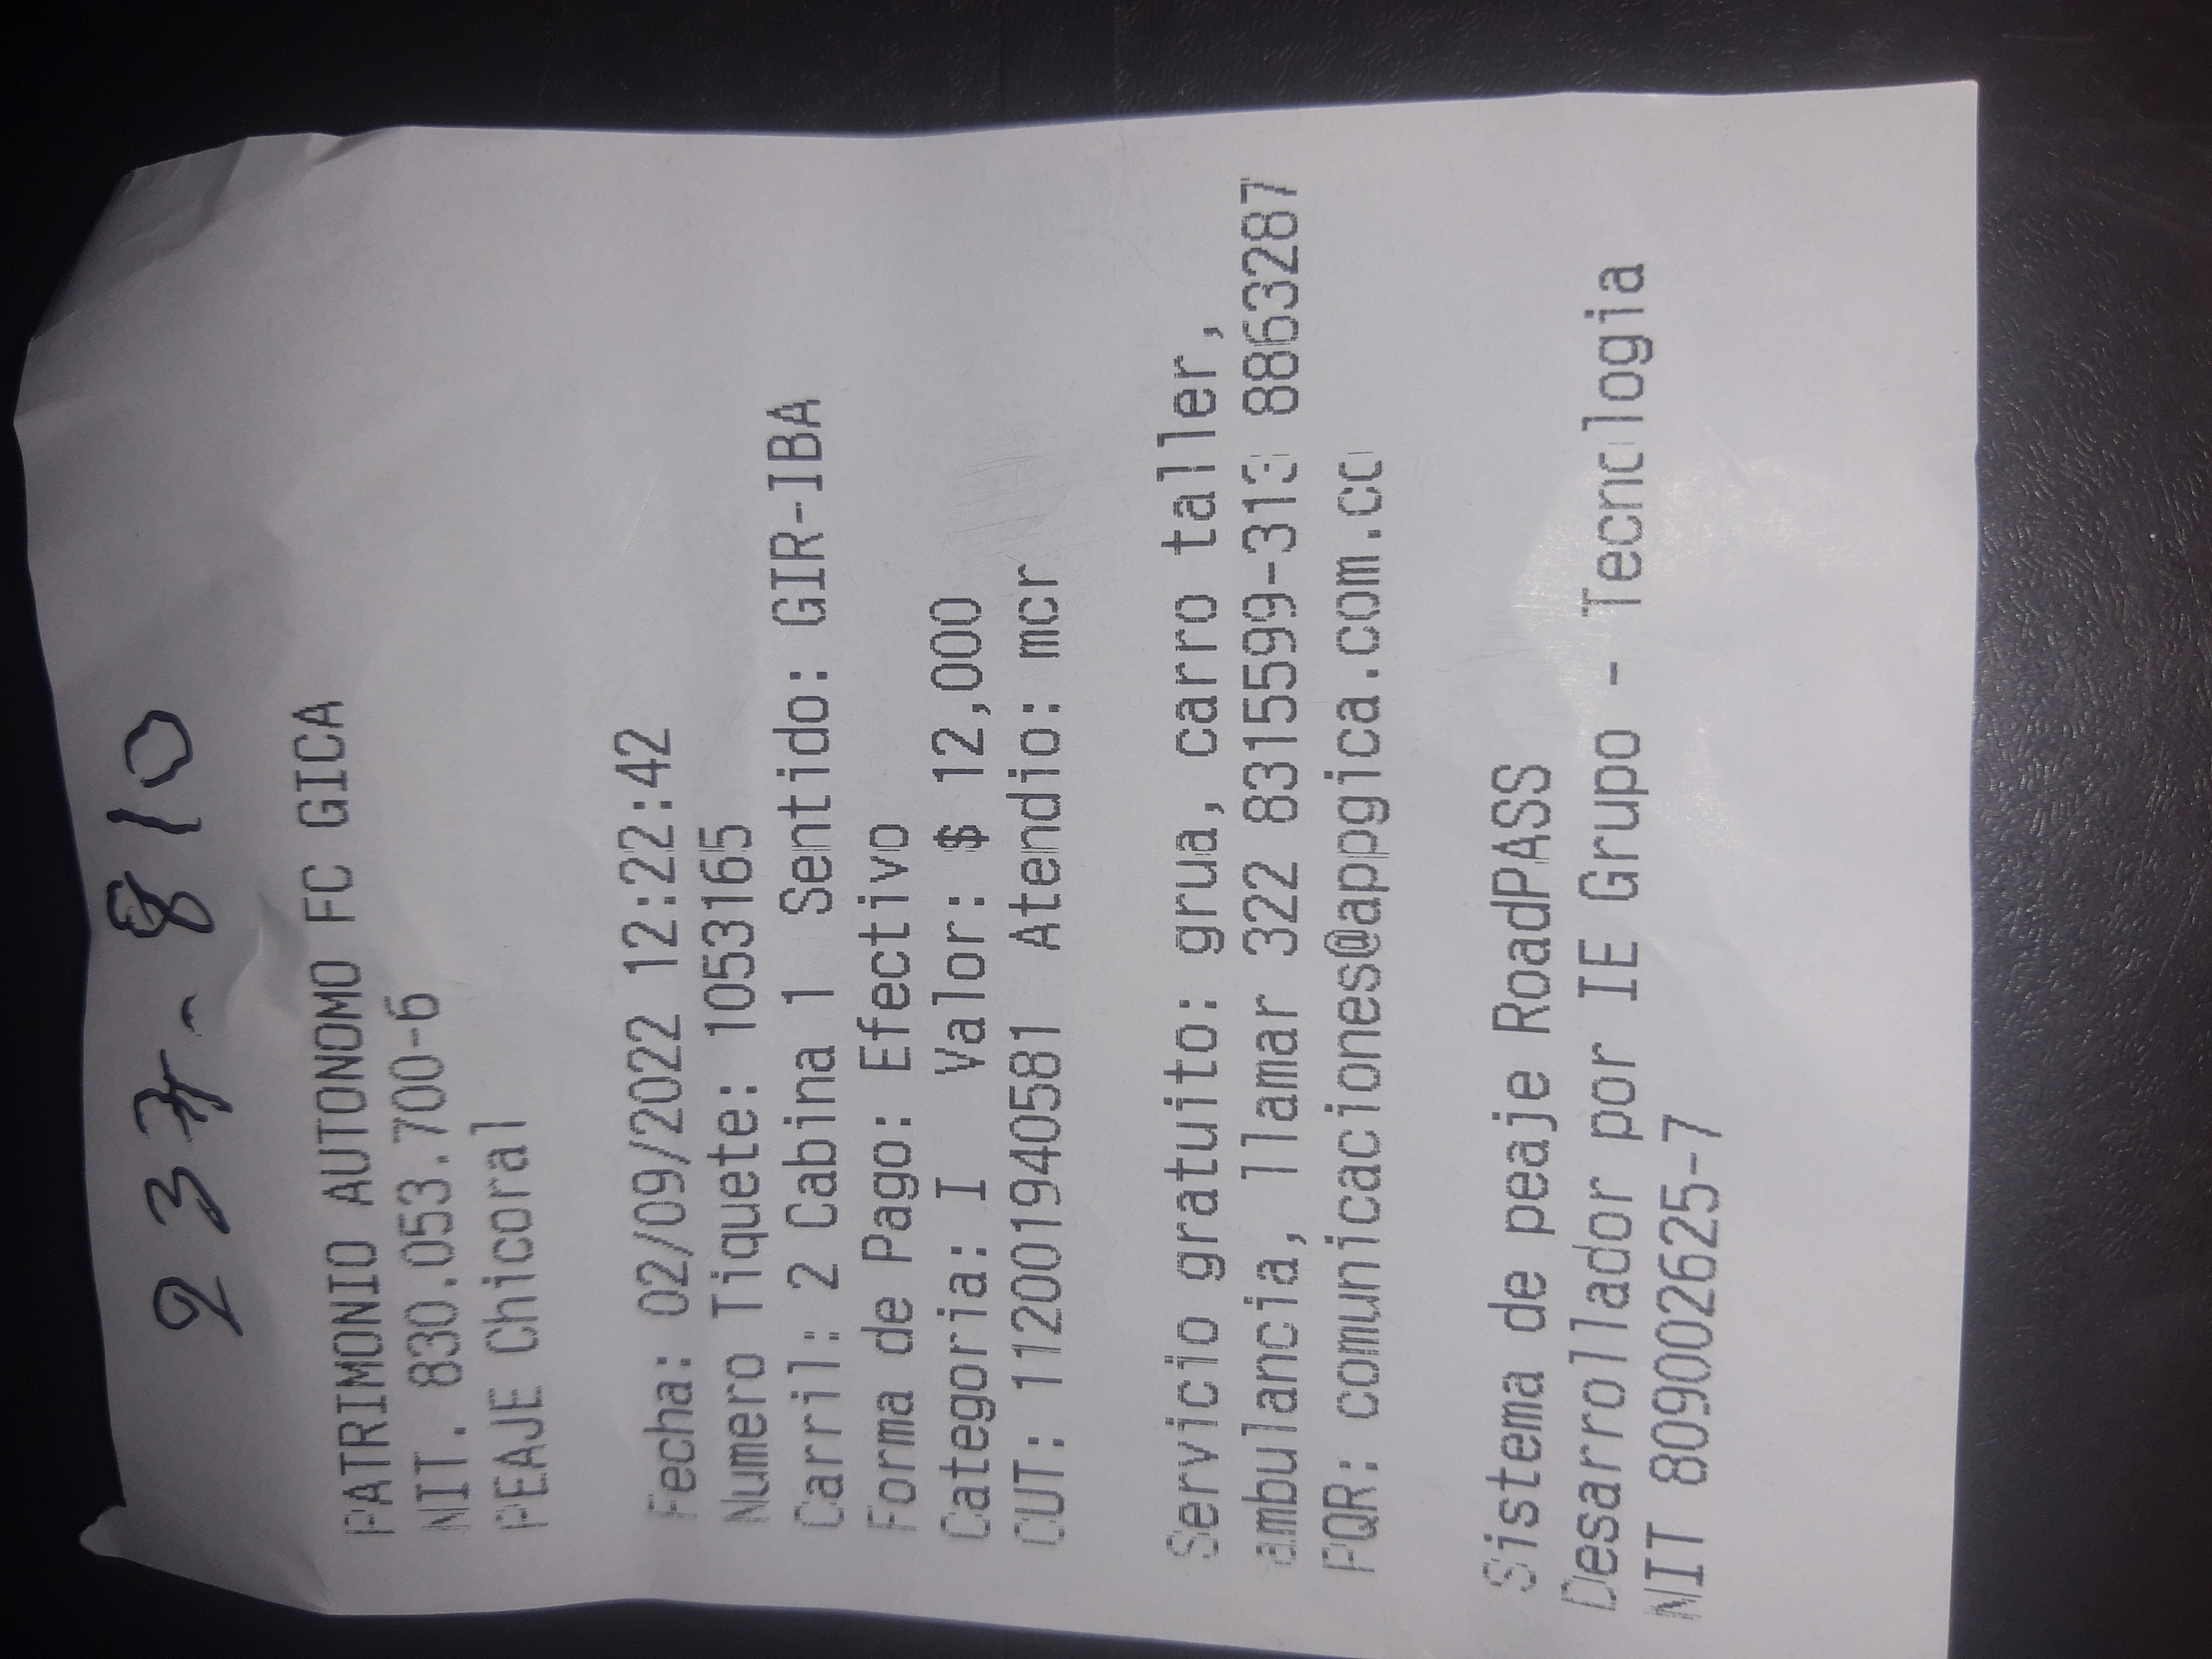 237-810
PATRIMONIO AUTONOMO FC GICA
NIT. 830.053.700-6
PEAJE Chicoral
Fecha: 02/09/2022 12:22:42
Numero Tiquete: 1053165
Carril: 2 Cabina 1 Sentido: GIR-IBA
Forma de Pago: Efectivo
Categoria: I Valor: $ 12,000
CUT: 112001940581 Atendio: mcr
Servicio gratuito: grua, carro taller,
ambulancia, llamar 322 8315599-313 8863287
PQR: comunicaciones@appgica.com.co
Sistema de peaje RoadPASS
Desarrollador por IE Grupo - Tecnologia
NIT 809002625-7